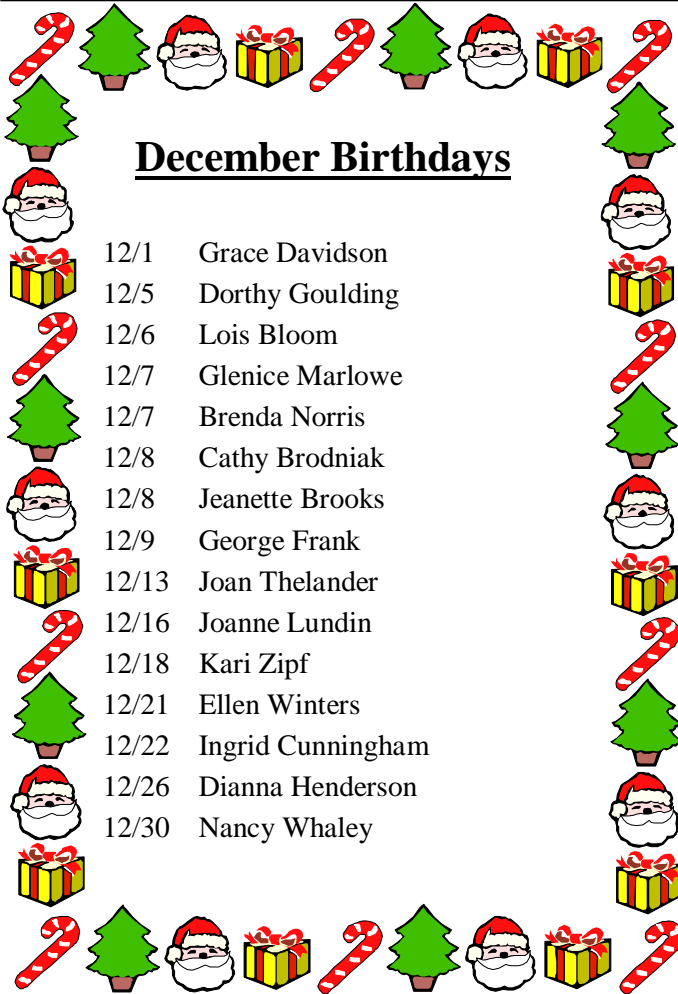 December Birthdays
12/1 Grace Davidson
12/5 Dorthy Goulding
12/6 Lois Bloom
12/7 Glenice Marlowe
12/7 Brenda Norris
12/8 Cathy Brodniak
12/8 Jeanette Brooks
12/9 George Frank
12/13 Joan Thelander
12/16 Joanne Lundin
12/18 Kari Zipf
12/21 Ellen Winters
12/22 Ingrid Cunningham
12/26 Dianna Henderson
12/30 Nancy Whaley